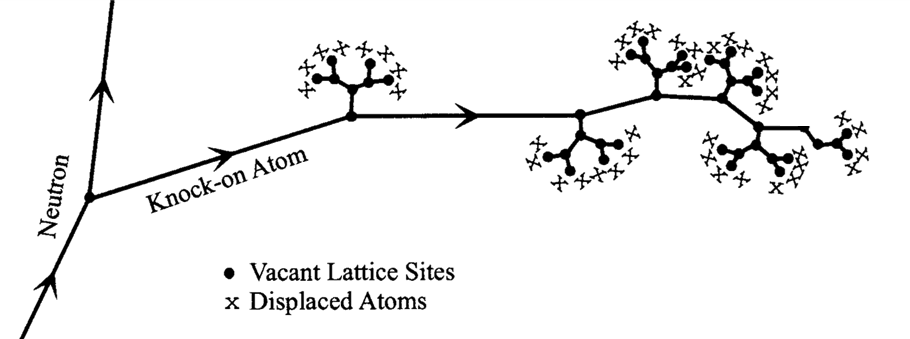 Neutron
Knock-on Atom
● Vacant Lattice Sites
x Displaced Atoms